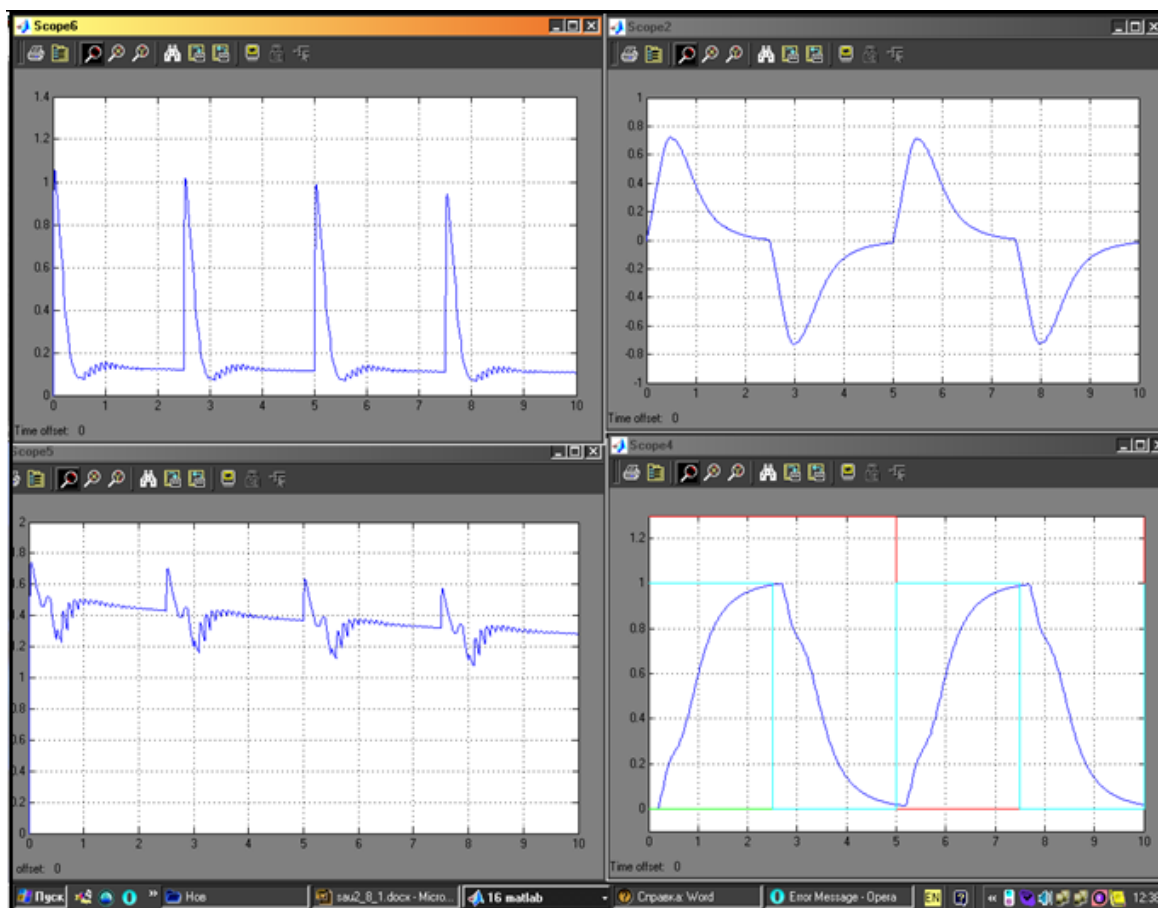 Scope6
1.4
1.2
1
0.8
0.6
0.4
0.2
0
0 1 2 3 4 5 6 7 8 9 10
Time offset: 0
Scope2
1
0.8
0.6
0.4
0.2
0
-0.2
-0.4
-0.6
-0.8
-1
0 1 2 3 4 5 6 7 8 9 10
Time offset: 0
Scope5
2
1.8
1.6
1.4
1.2
1
0.8
0.6
0.4
0.2
0
0 1 2 3 4 5 6 7 8 9 10
offset: 0
Scope4
1.2
1
0.8
0.6
0.4
0.2
0
0 1 2 3 4 5 6 7 8 9 10
Time offset: 0
Пуск » Нов sau2_8_1.docx - Micro... 16 matlab Справка: Word Error Message - Opera EN « 12:38